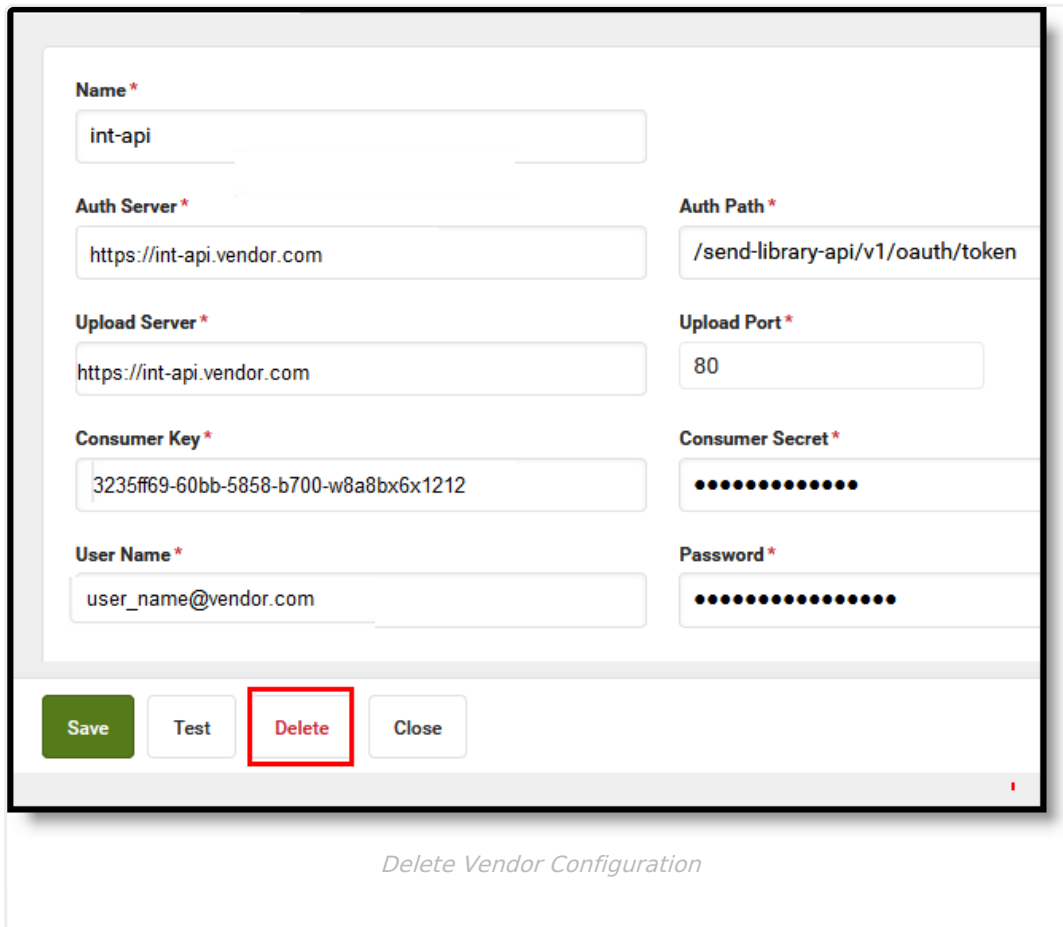 Name *
int-api
Auth Server * Auth Path *
https://int-api.vendor.com /send-library-api/v1/oauth/token
Upload Server * Upload Port *
https://int-api.vendor.com 80
Consumer Key * Consumer Secret *
3235ff69-60bb-5858-b700-w8a8bx6x1212 •••••••••••••
User Name * Password *
user_name@vendor.com ••••••••••••••••
Save Test Delete Close
Delete Vendor Configuration